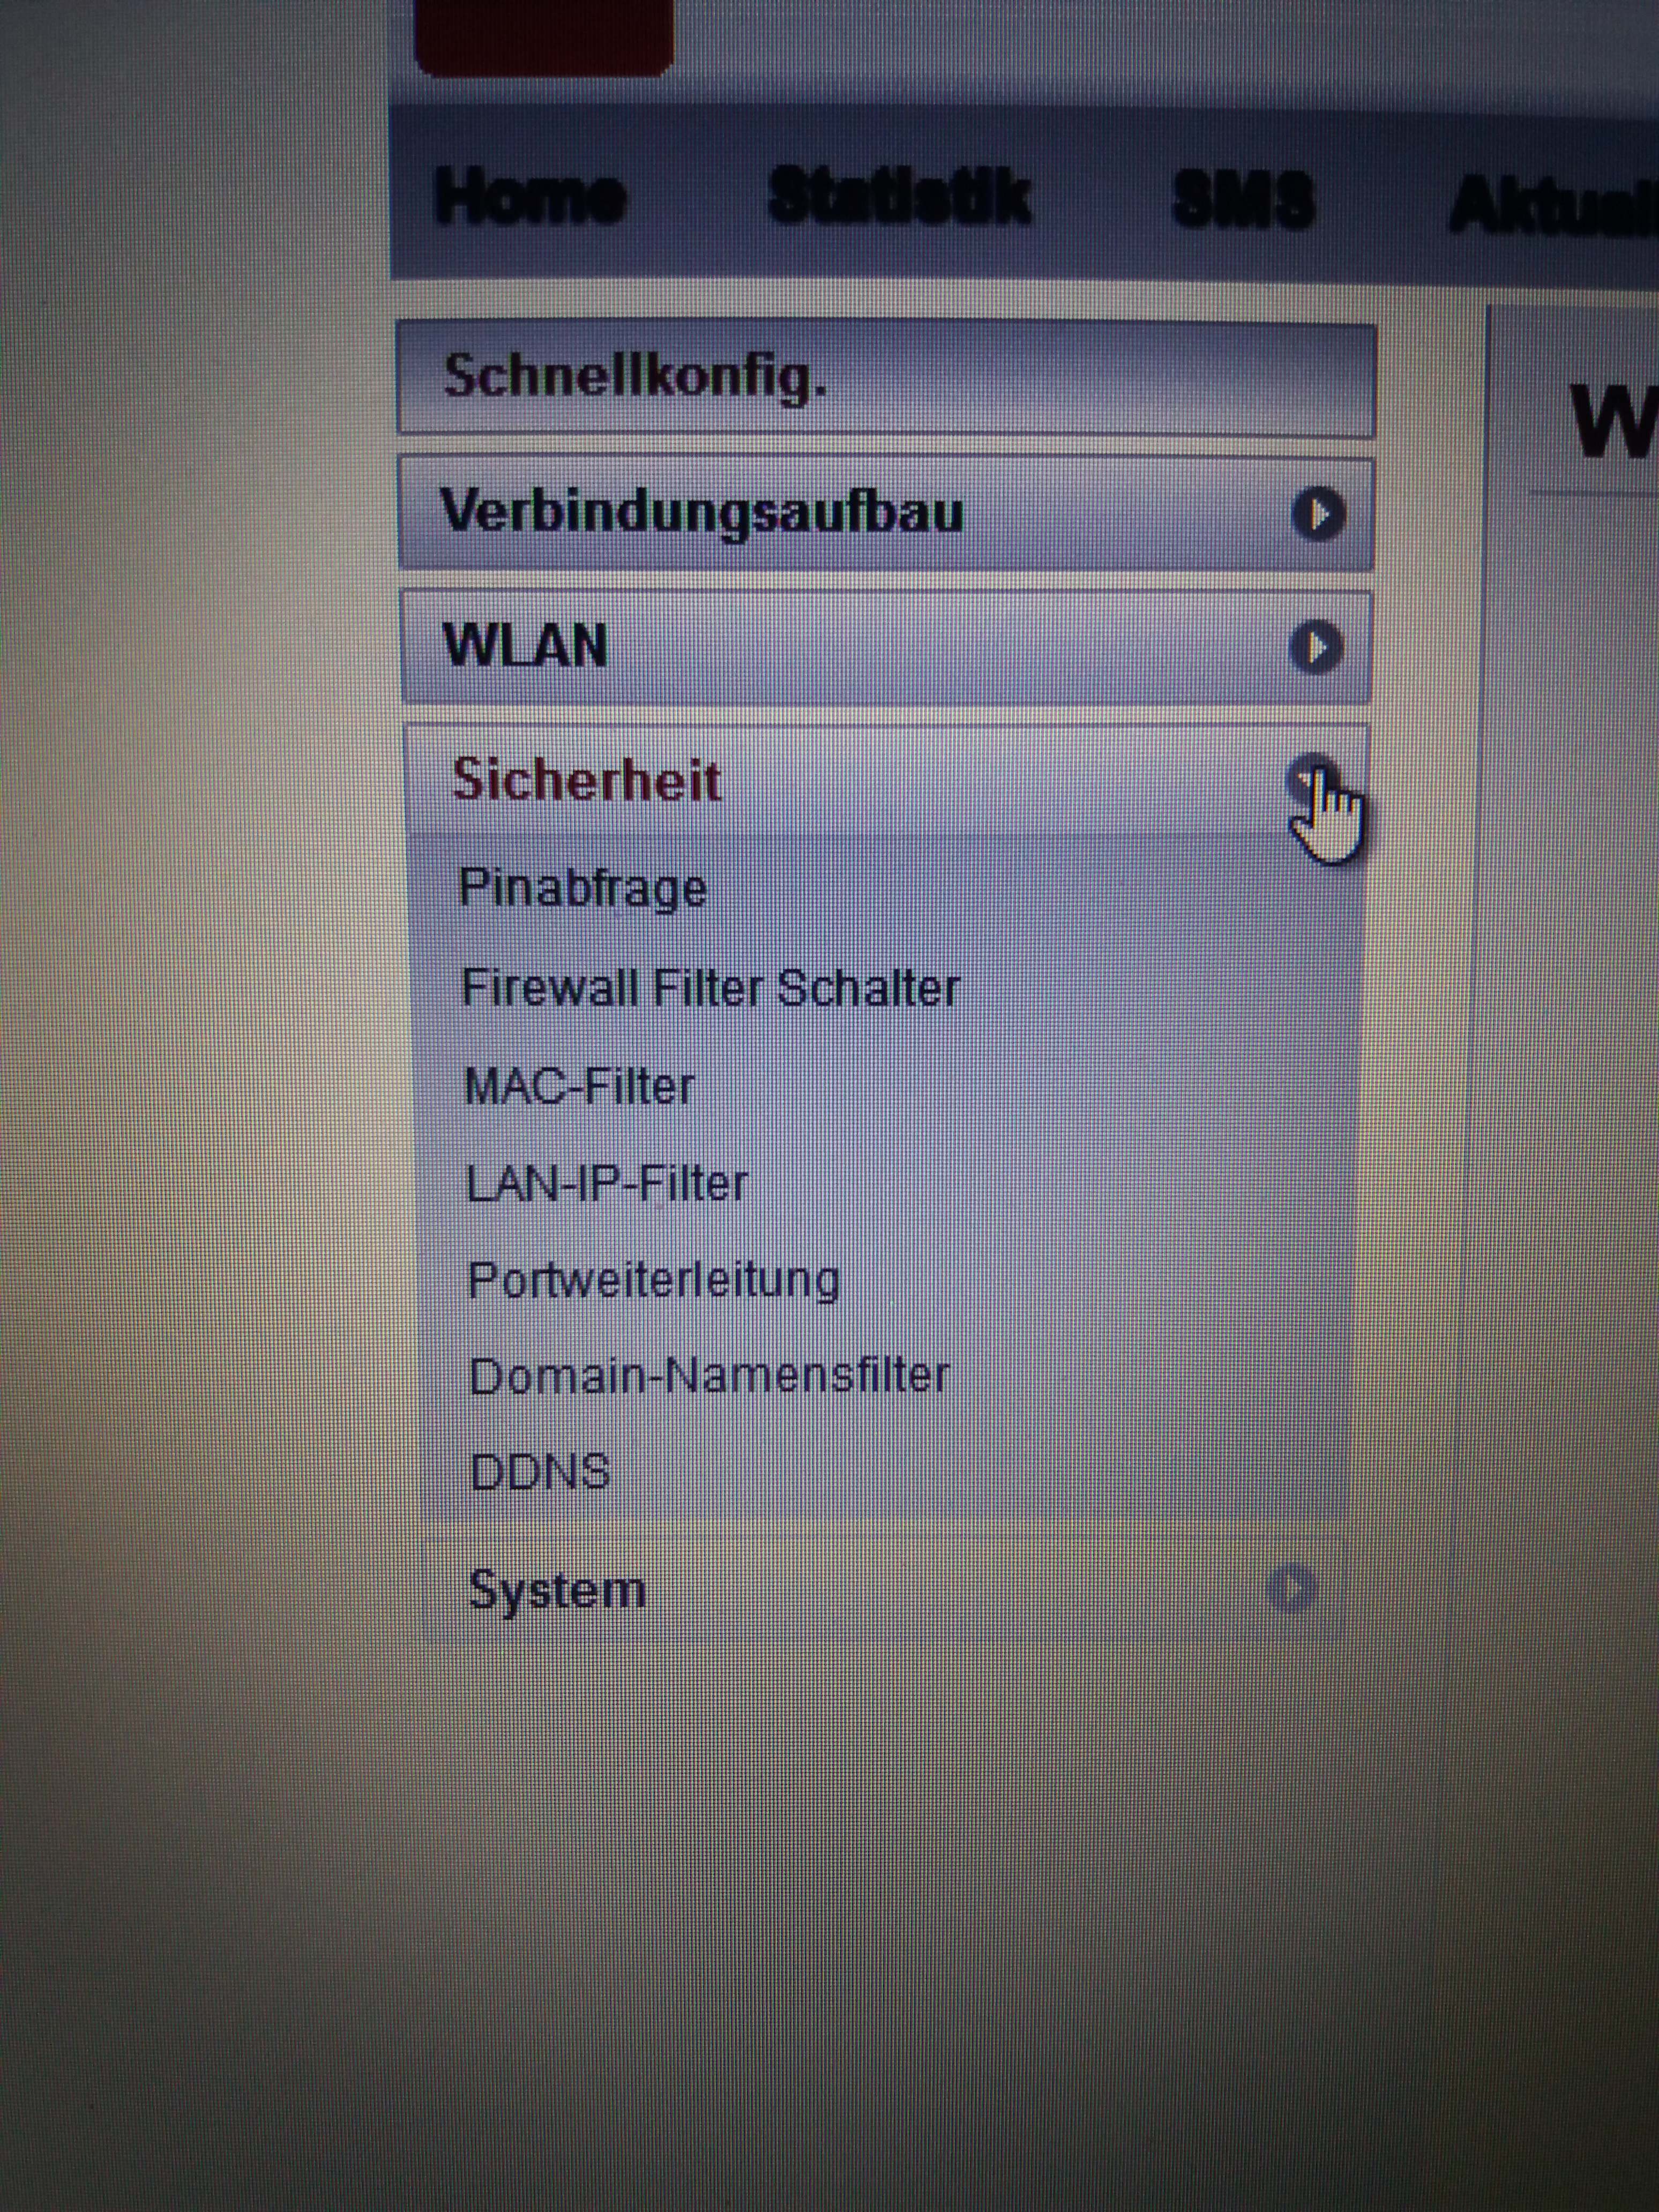 Home Statistik SMS
Schnellkonfig.
Verbindungsaufbau
WLAN
Sicherheit
Pinabfrage
Firewall Filter Schalter
MAC-Filter
LAN-IP-Filter
Portweiterleitung
Domain-Namensfilter
DDNS
System